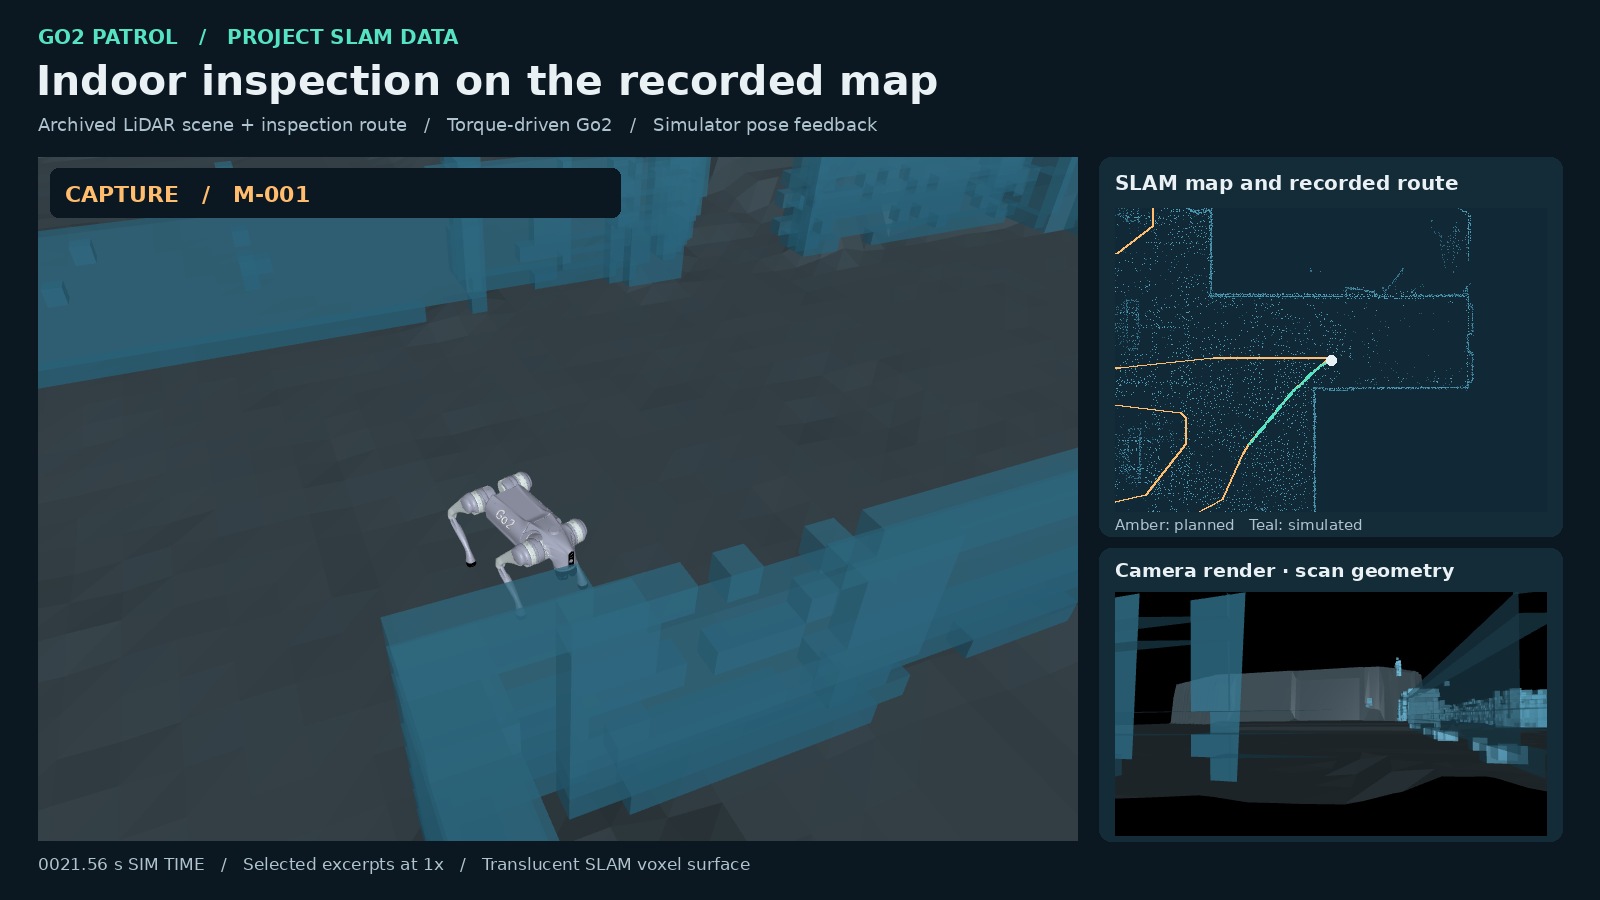 GO2 PATROL / PROJECT SLAM DATA
Indoor inspection on the recorded map
Archived LiDAR scene + inspection route / Torque-driven Go2 / Simulator pose feedback
CAPTURE / M-001
Go2
SLAM map and recorded route
Amber: planned Teal: simulated
Camera render · scan geometry
0021.56 s SIM TIME / Selected excerpts at 1x / Translucent SLAM voxel surface